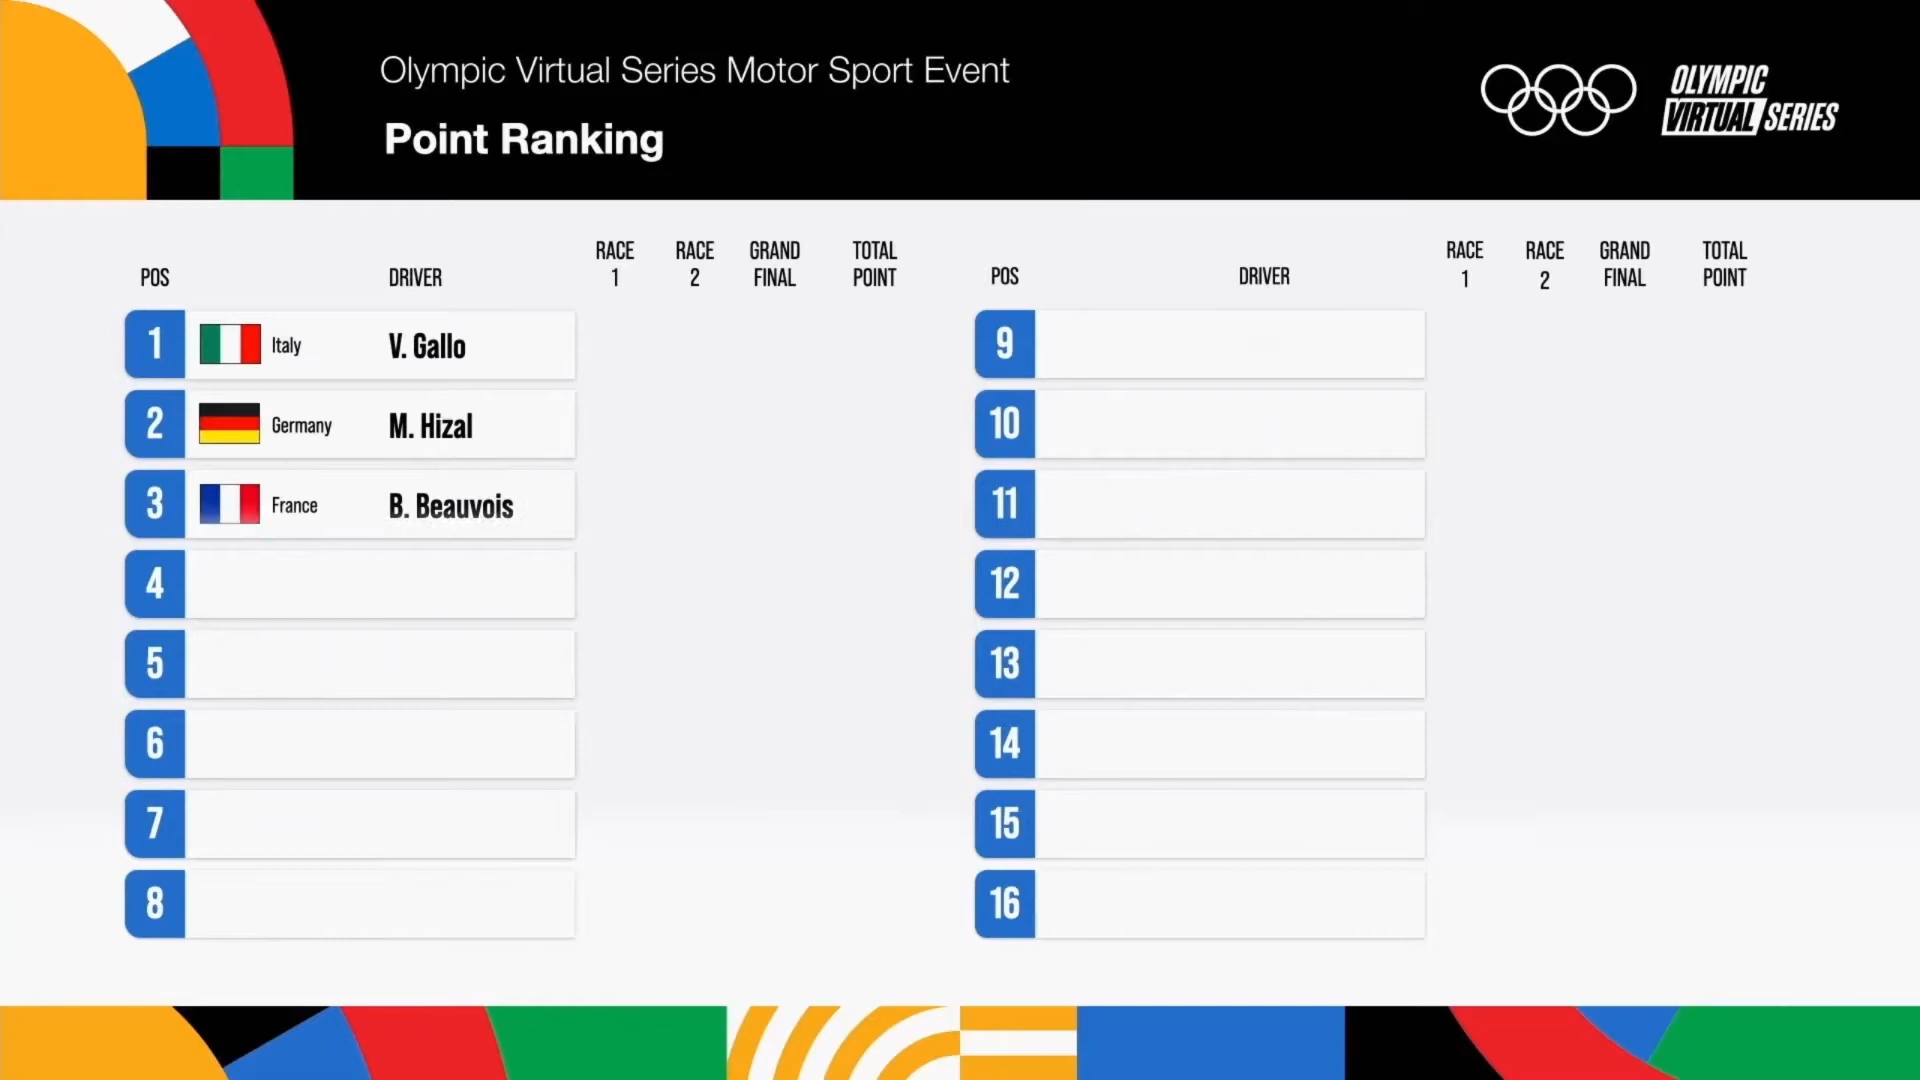 Olympic Virtual Series Motor Sport Event
Point Ranking
OLYMPIC
VIRTUAL SERIES
POS DRIVER RACE 1 RACE 2 GRAND FINAL TOTAL POINT
1 Italy V. Gallo
2 Germany M. Hizal
3 France B. Beauvois
4
5
6
7
8
POS DRIVER RACE 1 RACE 2 GRAND FINAL TOTAL POINT
9
10
11
12
13
14
15
16